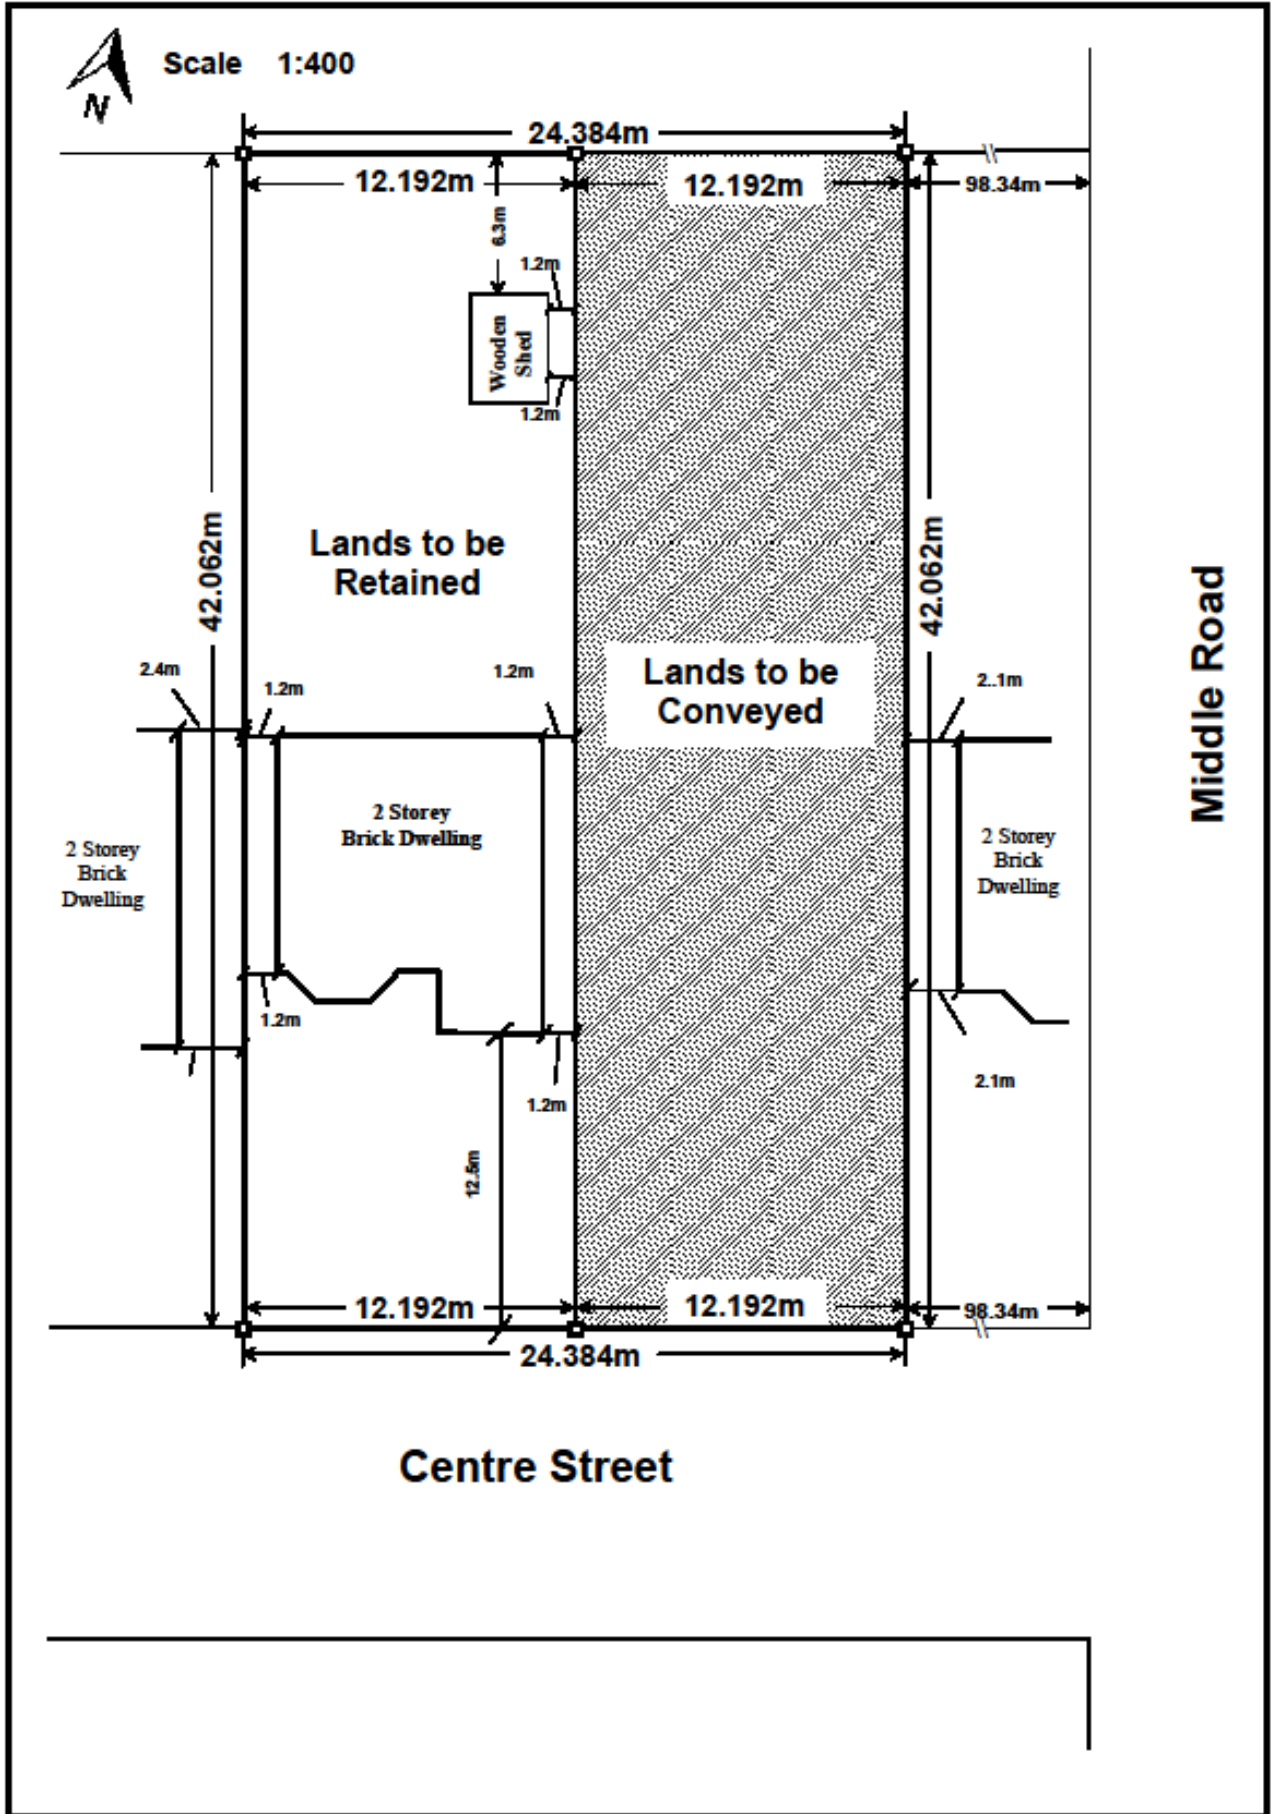 Scale 1:400
N
24.384m
12.192m
12.192m
98.34m
6.3m
1.2m
Wooden
Shed
1.2m
Lands to be
Retained
42.062m
42.062m
Middle Road
Lands to be
Conveyed
2.4m
1.2m
1.2m
2..1m
2 Storey
Brick Dwelling
2 Storey
Brick
Dwelling
2 Storey
Brick
Dwelling
1.2m
1.2m
2.1m
12.5m
12.192m
12.192m
98.34m
24.384m
Centre Street